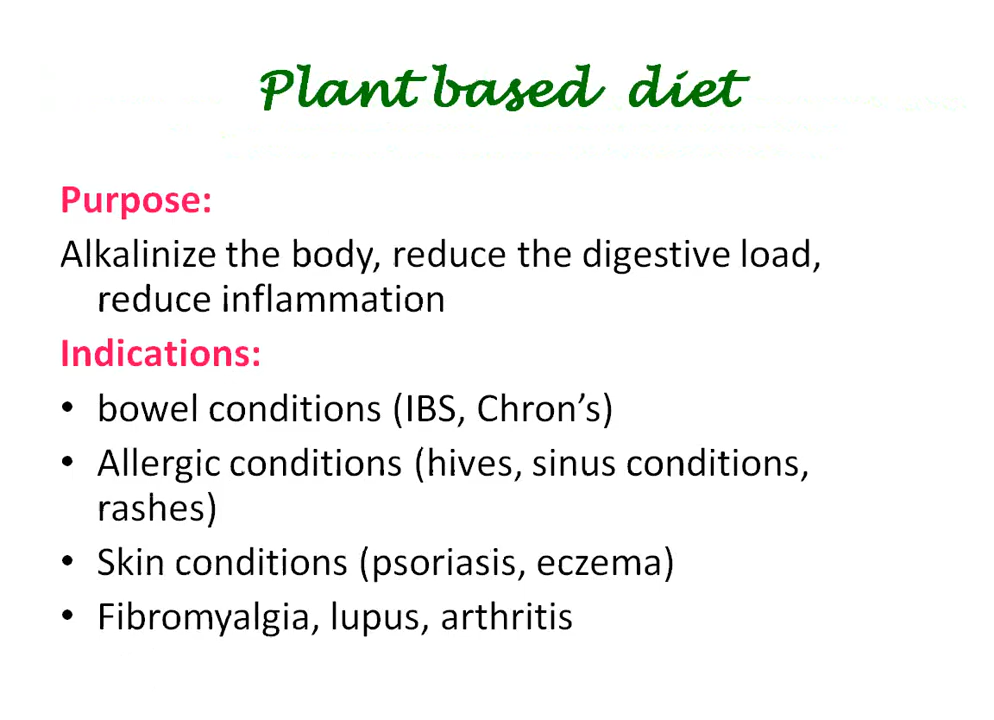 Plant based diet
Purpose:
Alkalinize the body, reduce the digestive load,
reduce inflammation
Indications:
• bowel conditions (IBS, Chron’s)
• Allergic conditions (hives, sinus conditions,
rashes)
• Skin conditions (psoriasis, eczema)
• Fibromyalgia, lupus, arthritis